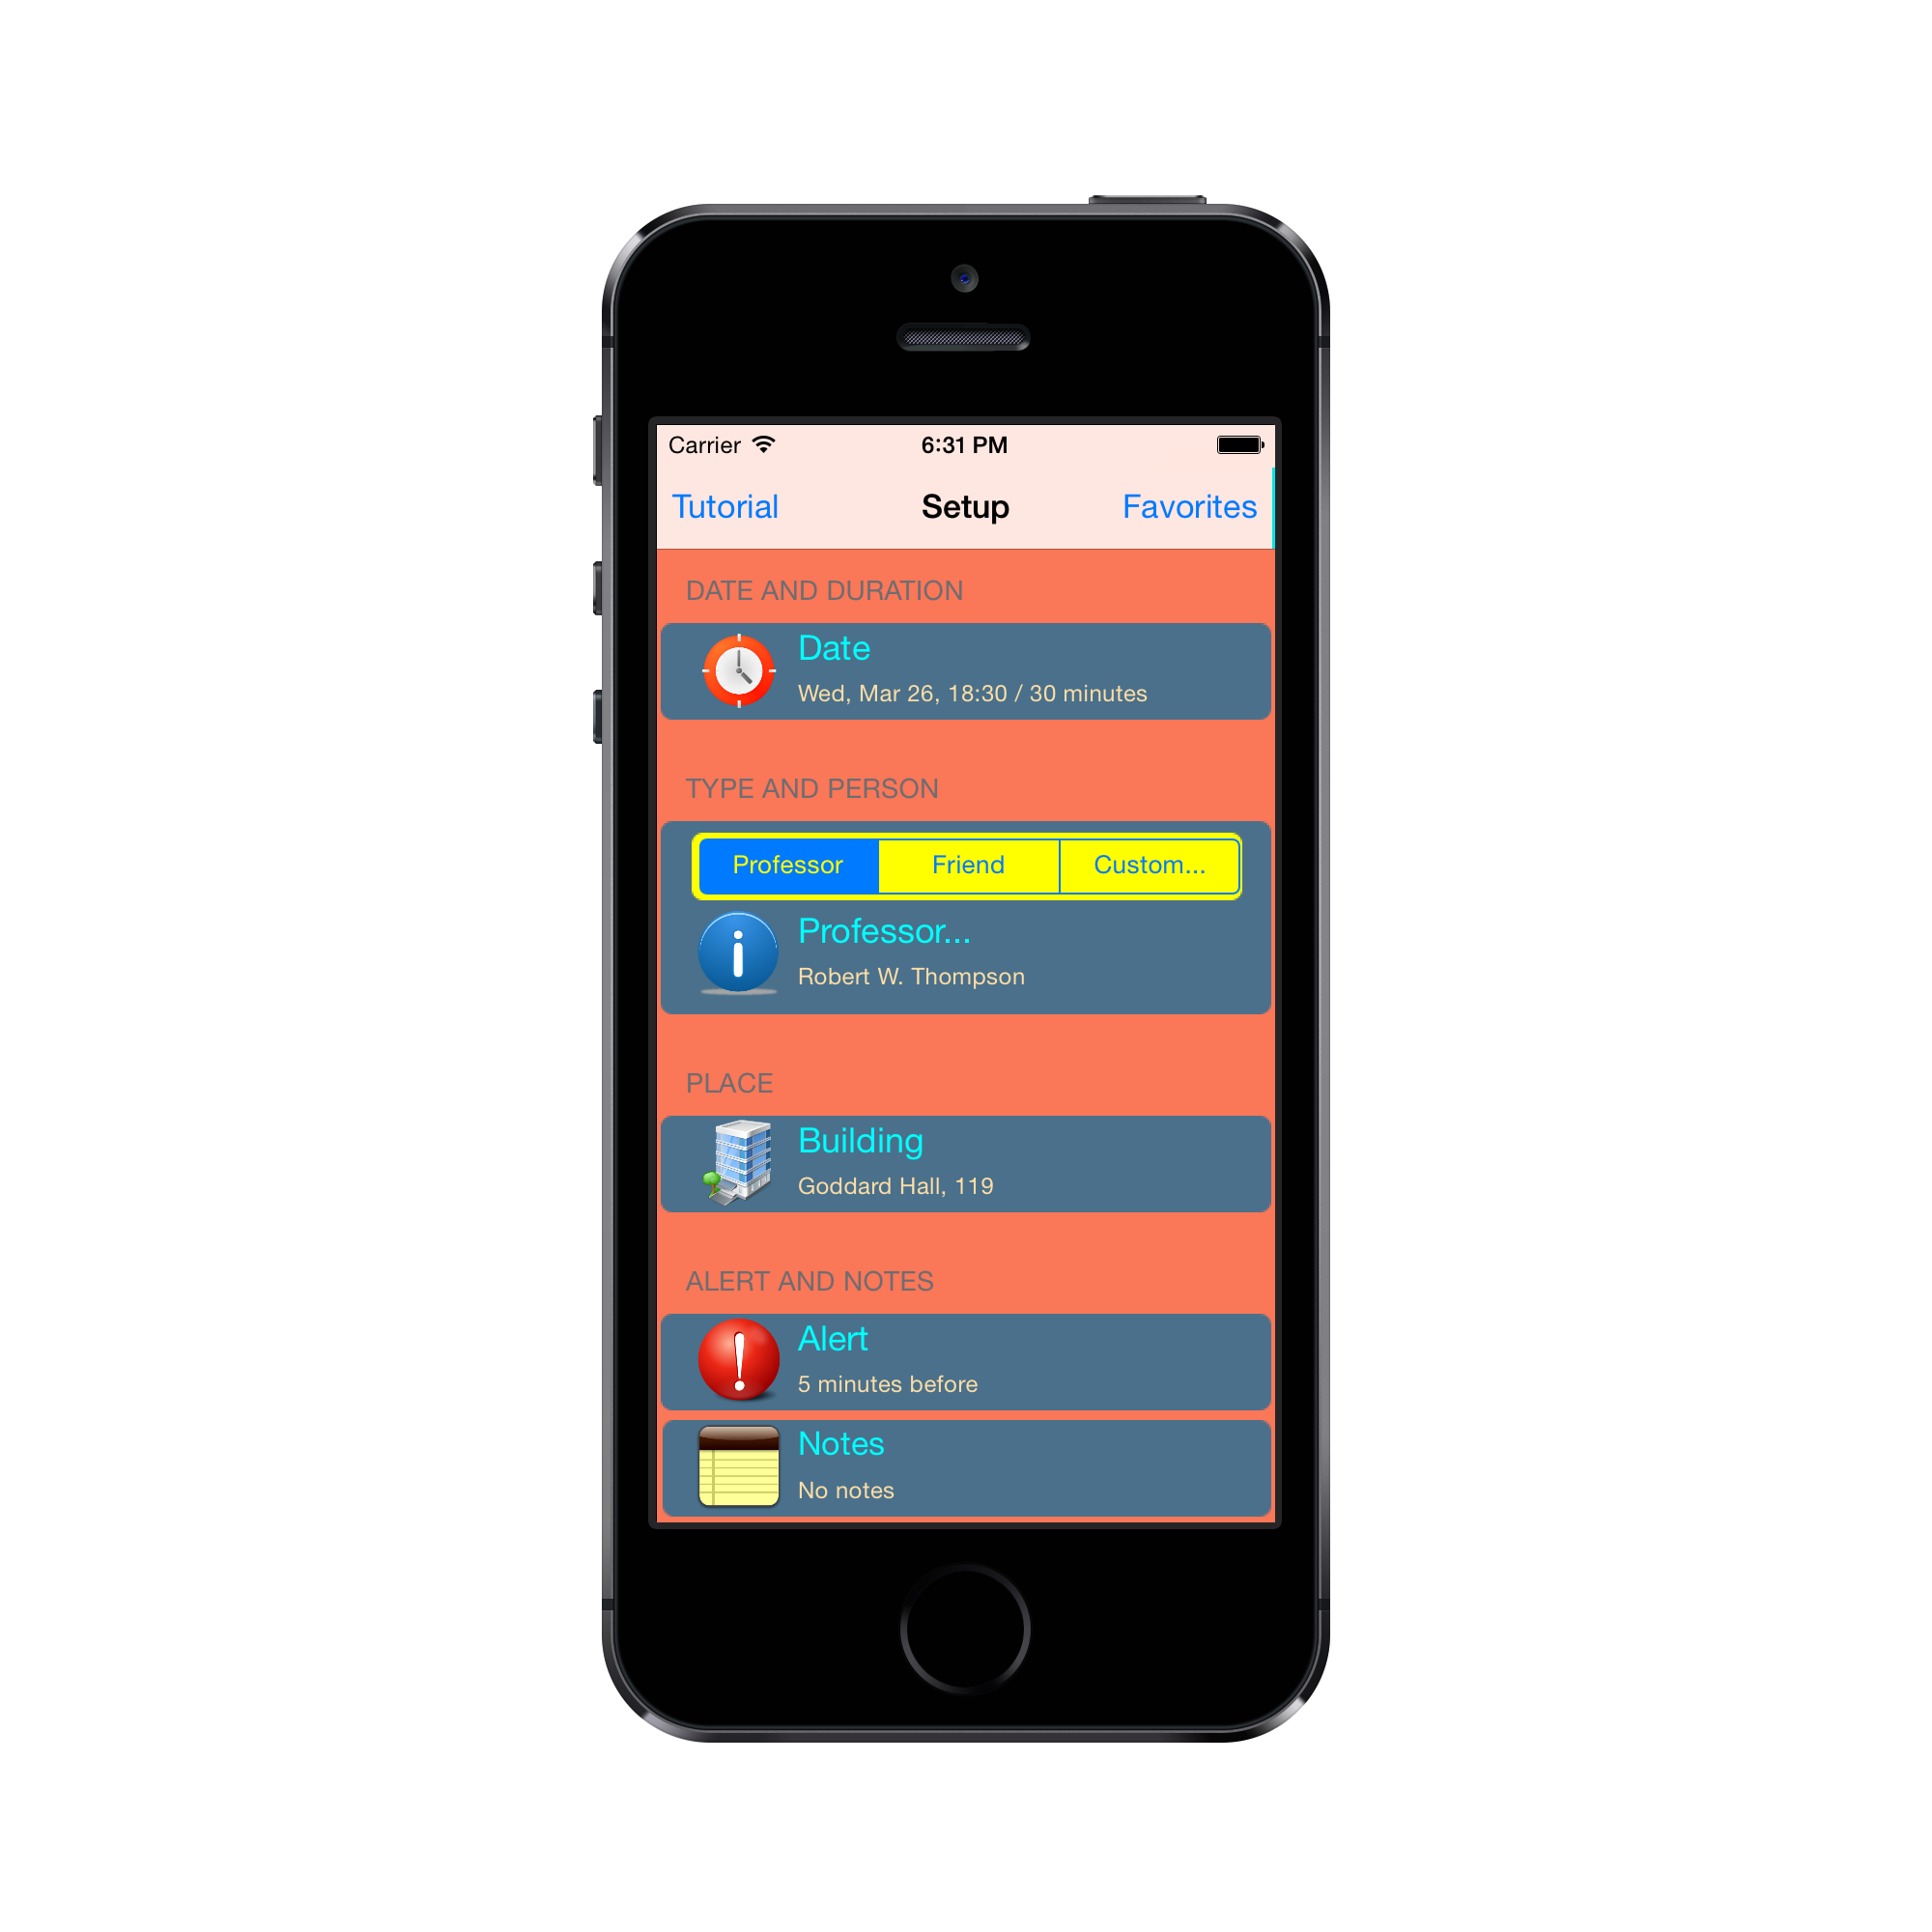 Carrier 6:31 PM
Tutorial Setup Favorites
DATE AND DURATION
Date
Wed, Mar 26, 18:30 / 30 minutes
TYPE AND PERSON
Professor Friend Custom...
Professor...
Robert W. Thompson
PLACE
Building
Goddard Hall, 119
ALERT AND NOTES
Alert
5 minutes before
Notes
No notes